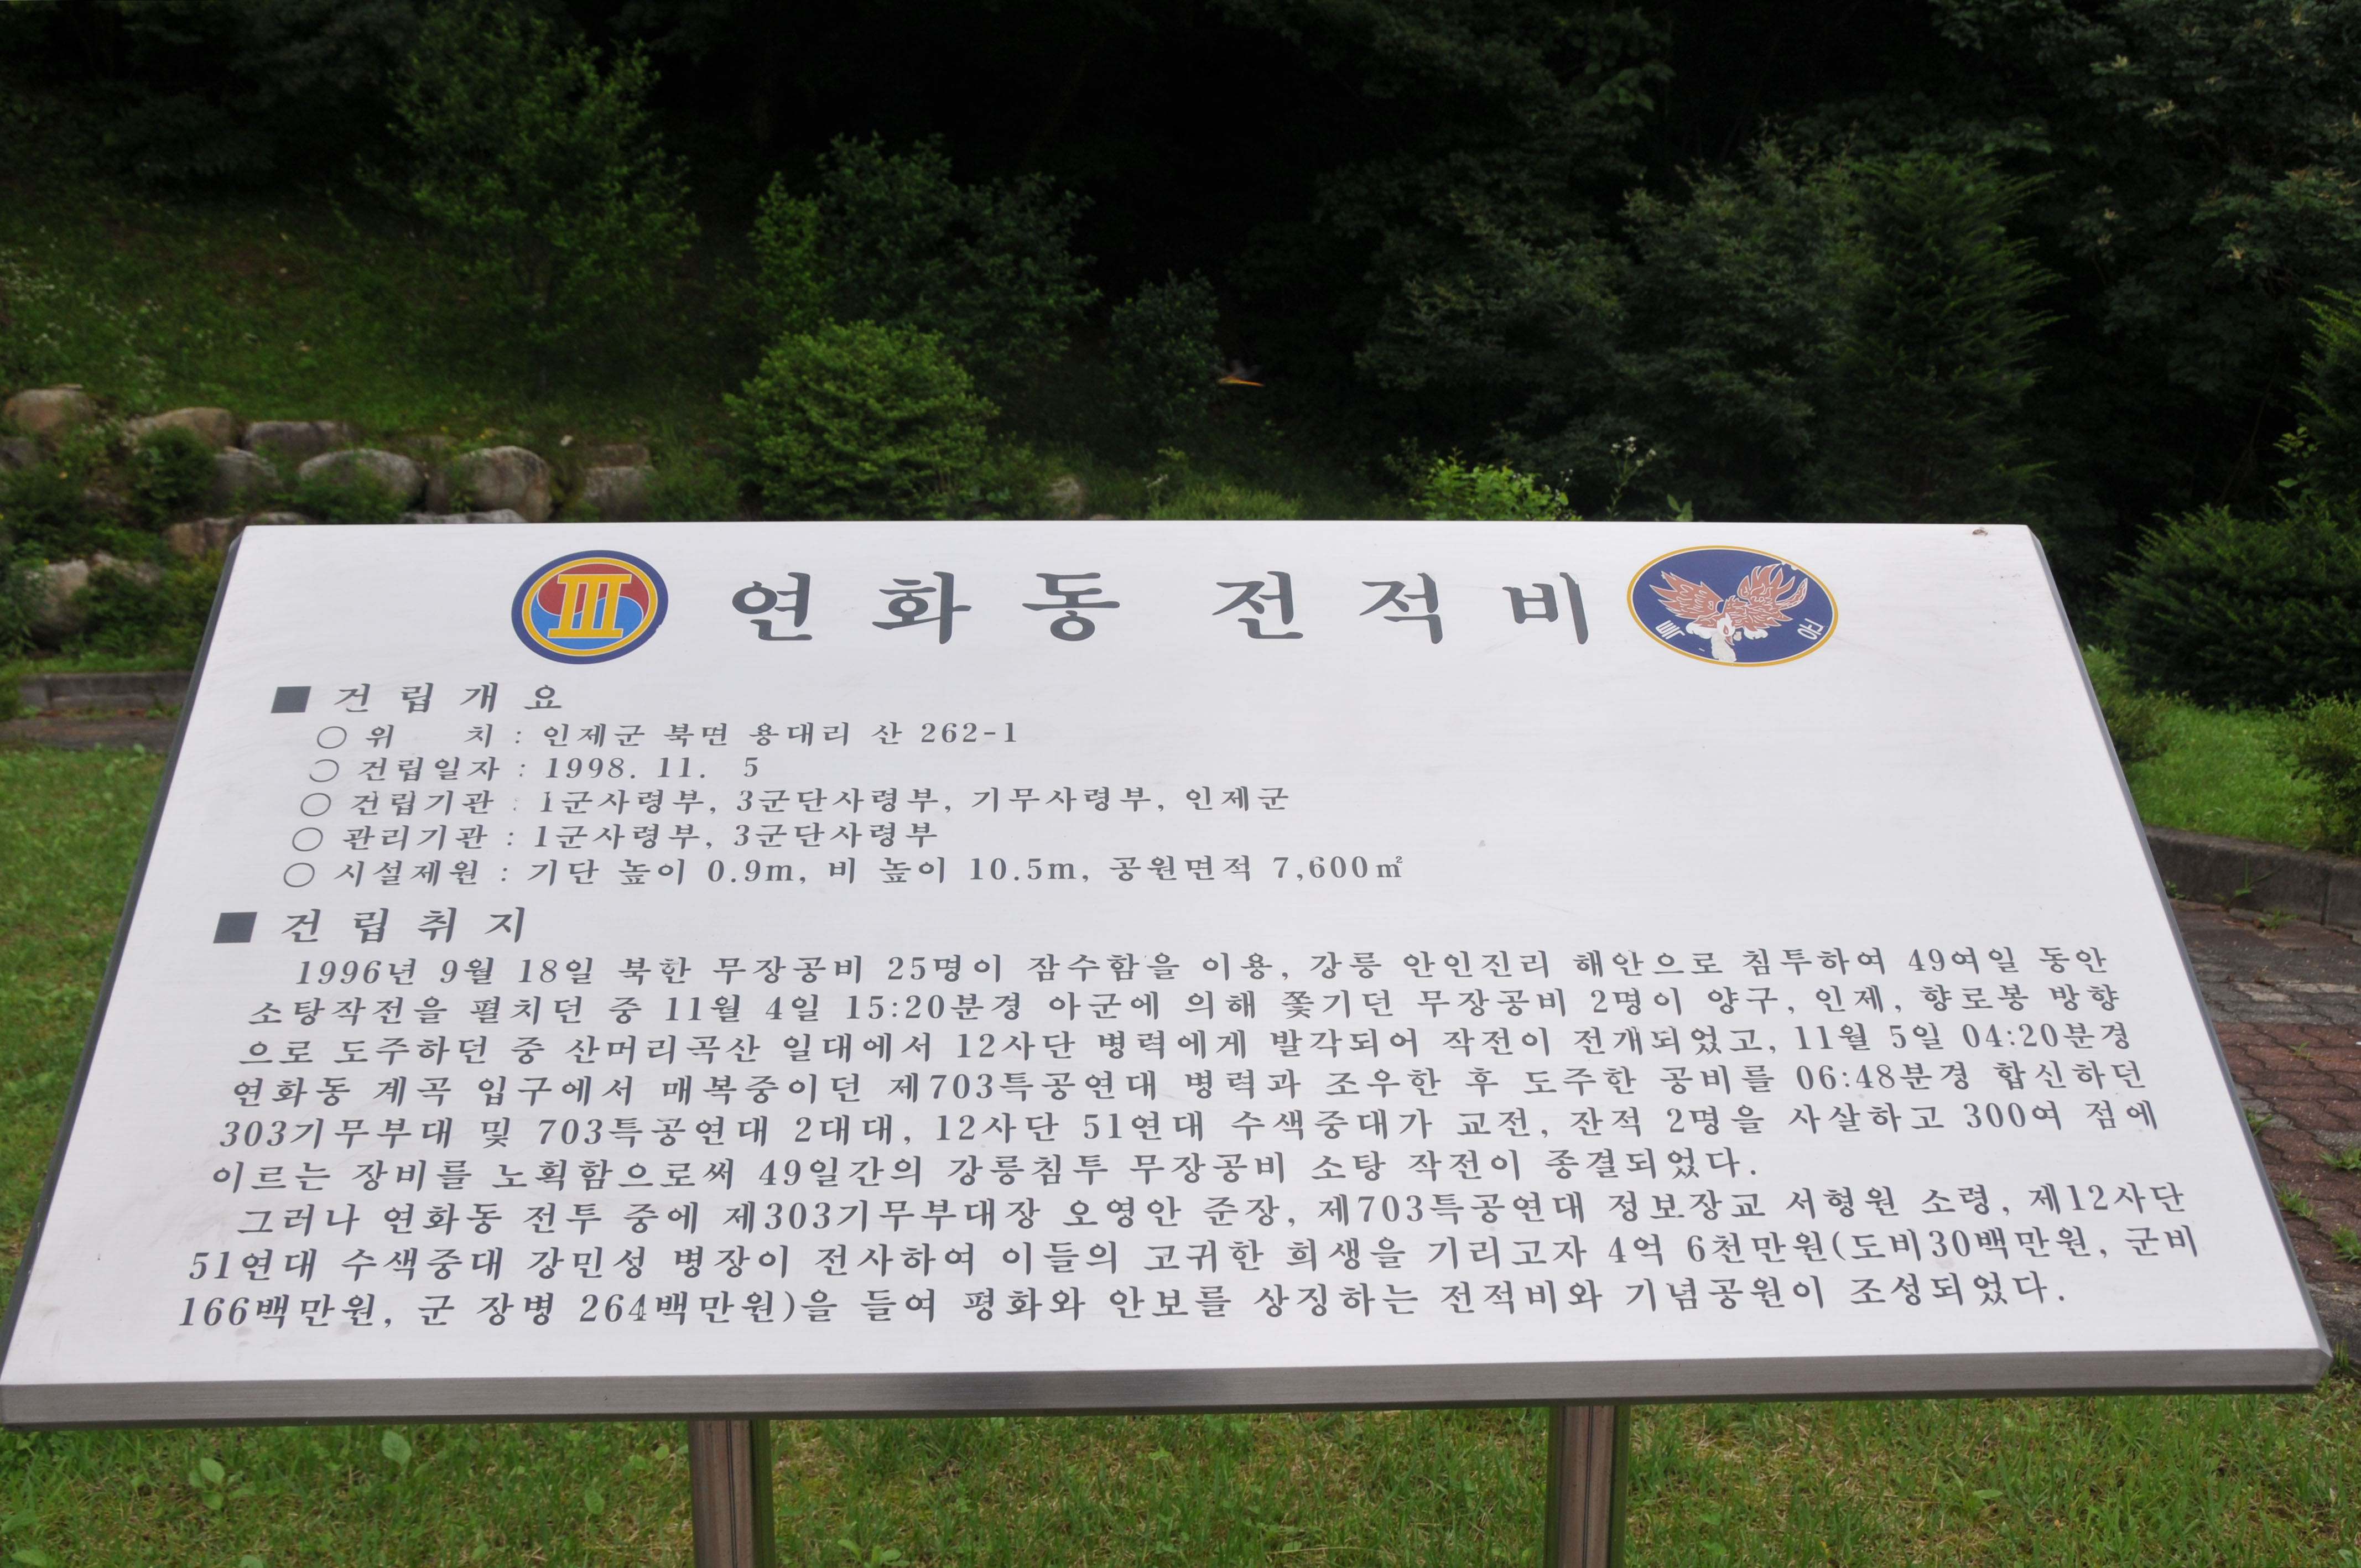 연화동 전적비
특 공
■ 건립개요
○ 위 치 : 인제군 북면 용대리 산 262-1
○ 건립일자 : 1998. 11. 5
○ 건립기관 : 1군사령부, 3군단사령부, 기무사령부, 인제군
○ 관리기관 : 1군사령부, 3군단사령부
○ 시설제원 : 기단 높이 0.9m, 비 높이 10.5m, 공원면적 7,600㎡
■ 건립취지
1996년 9월 18일 북한 무장공비 25명이 잠수함을 이용, 강릉 안인진리 해안으로 침투하여 49여일 동안
소탕작전을 펼치던 중 11월 4일 15:20분경 아군에 의해 쫓기던 무장공비 2명이 양구, 인제, 향로봉 방향
으로 도주하던 중 산머리곡산 일대에서 12사단 병력에게 발각되어 작전이 전개되었고, 11월 5일 04:20분경
연화동 계곡 입구에서 매복중이던 제703특공연대 병력과 조우한 후 도주한 공비를 06:48분경 합신하던
303기무부대 및 703특공연대 2대대, 12사단 51연대 수색중대가 교전, 잔적 2명을 사살하고 300여 점에
이르는 장비를 노획함으로써 49일간의 강릉침투 무장공비 소탕 작전이 종결되었다.
그러나 연화동 전투 중에 제303기무부대장 오영안 준장, 제703특공연대 정보장교 서형원 소령, 제12사단
51연대 수색중대 강민성 병장이 전사하여 이들의 고귀한 희생을 기리고자 4억 6천만원(도비30백만원, 군비
166백만원, 군 장병 264백만원)을 들여 평화와 안보를 상징하는 전적비와 기념공원이 조성되었다.